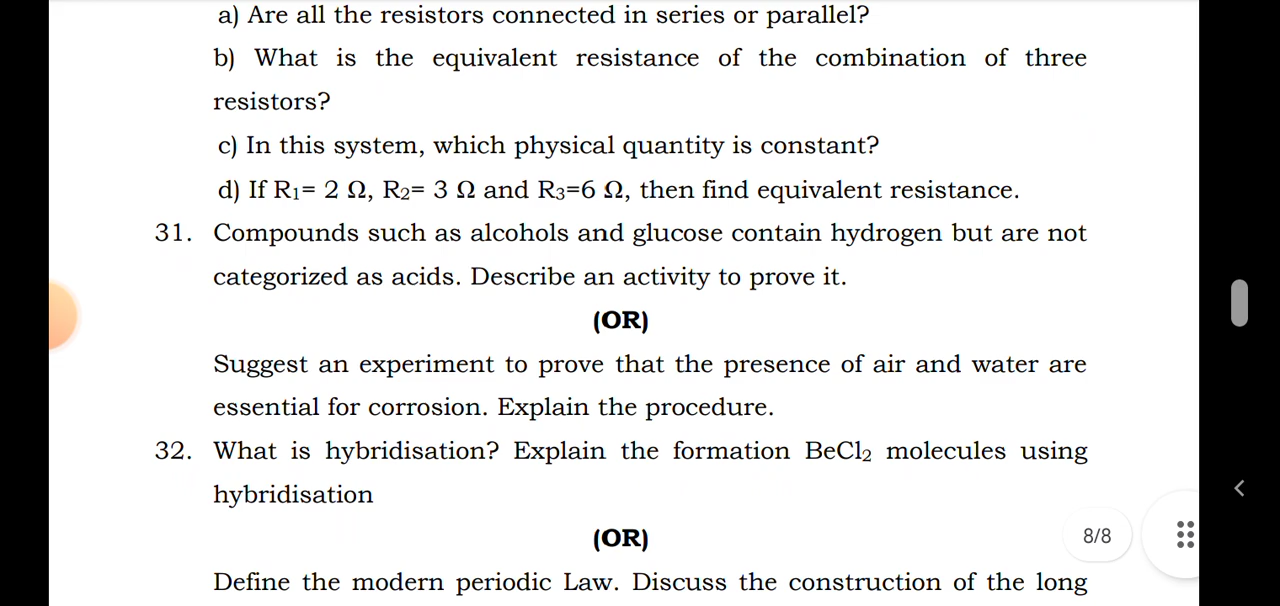 a) Are all the resistors connected in series or parallel?
b) What is the equivalent resistance of the combination of three
resistors?
c) In this system, which physical quantity is constant?
d) If R1= 2 Ω, R2= 3 Ω and R3=6 Ω, then find equivalent resistance.
31. Compounds such as alcohols and glucose contain hydrogen but are not
categorized as acids. Describe an activity to prove it.
(OR)
Suggest an experiment to prove that the presence of air and water are
essential for corrosion. Explain the procedure.
32. What is hybridisation? Explain the formation BeCl2 molecules using
hybridisation
(OR)
8/8
Define the modern periodic Law. Discuss the construction of the long